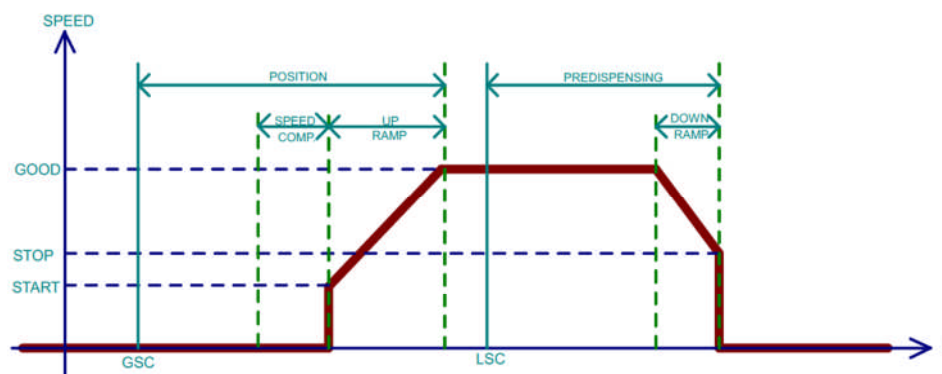 SPEED
POSITION
PREDISPENSING
SPEED
COMP.
UP
RAMP
DOWN
RAMP
GOOD
STOP
START
GSC
LSC